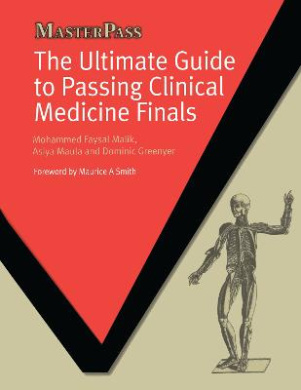 MASTERPASS
The Ultimate Guide
to Passing Clinical
Medicine Finals
Mohammed Faysal Malik,
Asiya Maula and Dominic Greenyer
Foreword by Maurice A Smith